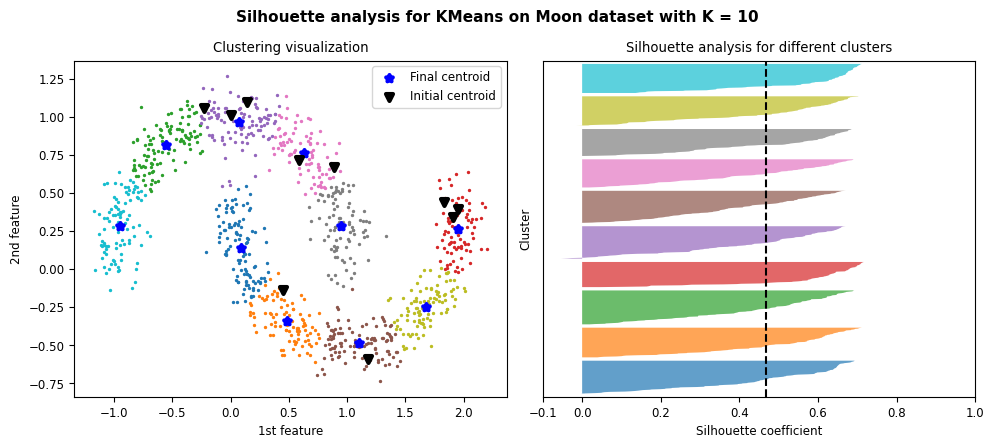 Silhouette analysis for KMeans on Moon dataset with K = 10
Clustering visualization
Final centroid
Initial centroid
1.25
1.00
0.75
0.50
0.25
0.00
−0.25
−0.50
−0.75
2nd feature
−1.0
−0.5
0.0
0.5
1.0
1.5
2.0
1st feature
Silhouette analysis for different clusters
Cluster
−0.1
0.0
0.2
0.4
0.6
0.8
1.0
Silhouette coefficient